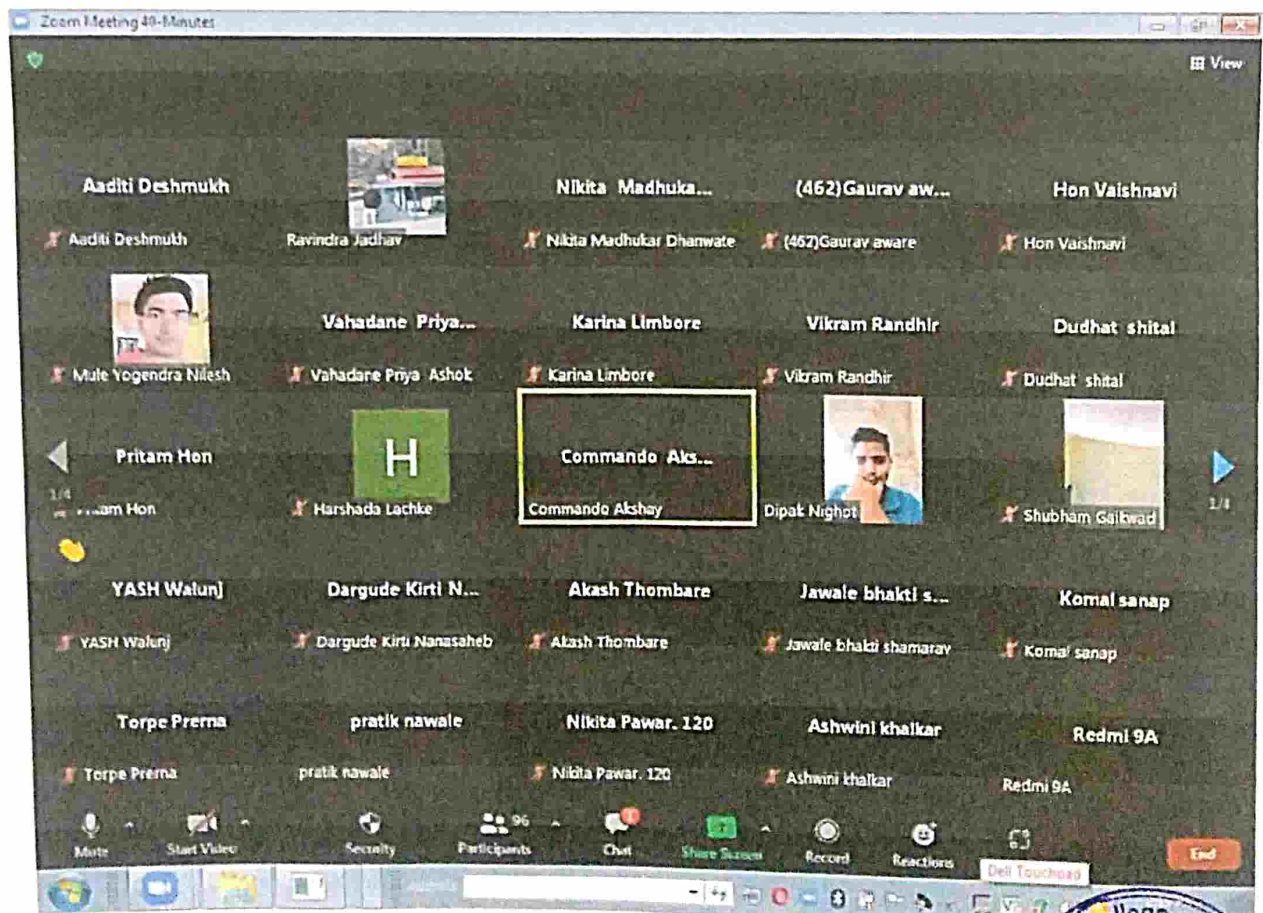 Zoom Meeting 40-Minutes
View
Aaditi Deshmukh
Nikita Madhuka...
(462)Gaurav aw...
Hon Vaishnavi
Aaditi Deshmukh
Ravindra Jadhav
Nikita Madhukar Dhanwate
(462)Gaurav aware
Hon Vaishnavi
Vahadane Priya...
Karina Limbore
Vikram Randhir
Dudhat shital
Mule Yogendra Nilesh
Vahadane Priya Ashok
Karina Limbore
Vikram Randhir
Dudhat shital
Pritam Hon
H
Commando Aks...
1/4
Hon
Harshada Lachke
Commando Akshay
Dipak Nighot
Shubham Gaikwad
1/4
YASH Walunj
Dargude Kirti N...
Akash Thombare
Jawale bhakti s...
Komal sanap
YASH Walunj
Dargude Kirti Nanasaheb
Akash Thombare
Jawale bhakti shamarav
Komal sanap
Torpe Prerna
pratik nawale
Nikita Pawar. 120
Ashwini khalkar
Redmi 9A
Torpe Prerna
pratik nawale
Nikita Pawar. 120
Ashwini khalkar
Redmi 9A
Mute
Start Video
Security
Participants
96
Chat
Share Screen
Record
Reactions
End
Dell Touchpad